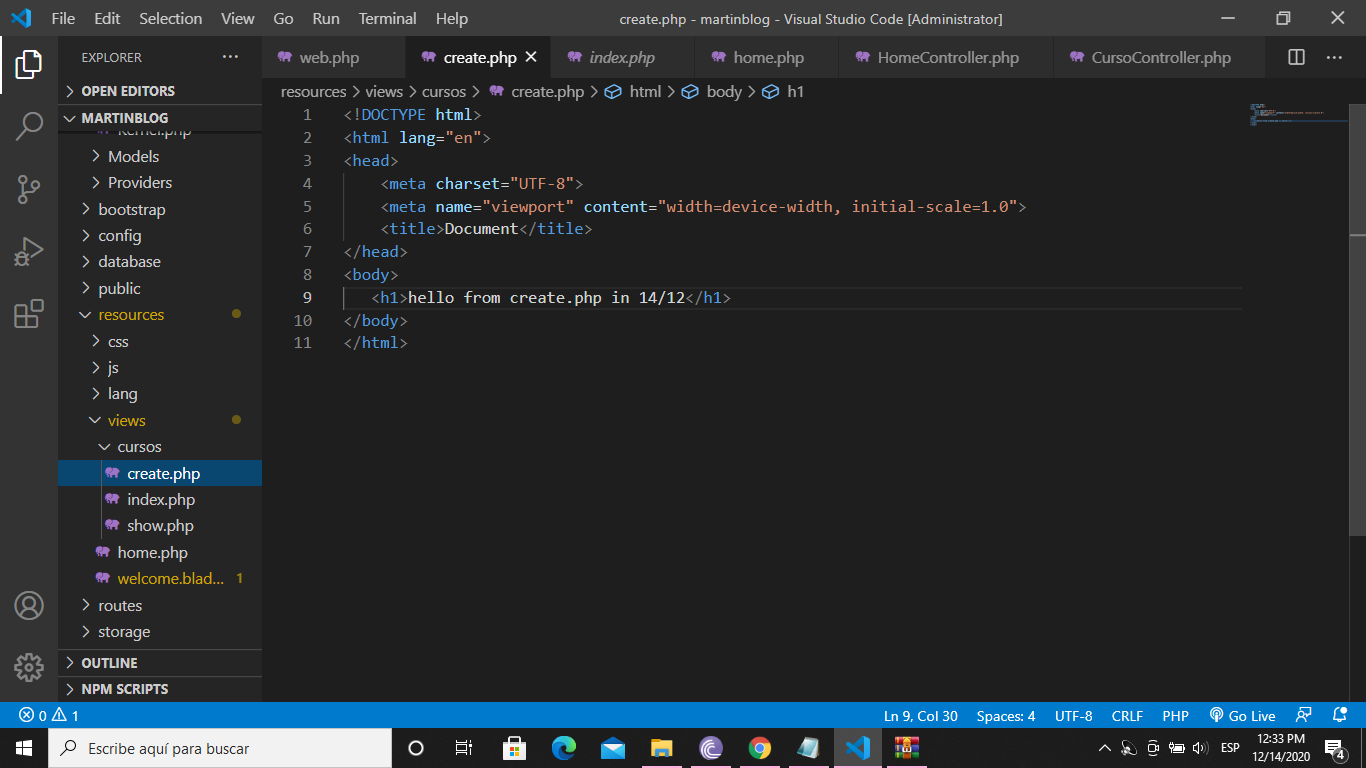 File Edit Selection View Go Run Terminal Help create.php - martinblog - Visual Studio Code [Administrator]
EXPLORER ···
web.php create.php index.php home.php HomeController.php CursoController.php
OPEN EDITORS
MARTINBLOG
Kernel.php
Models
Providers
bootstrap
config
database
public
resources
css
js
lang
views
cursos
create.php
index.php
show.php
home.php
welcome.blad... 1
routes
storage
OUTLINE
NPM SCRIPTS
resources > views > cursos > create.php > html > body > h1
1 <!DOCTYPE html>
2 <html lang="en">
3 <head>
4 <meta charset="UTF-8">
5 <meta name="viewport" content="width=device-width, initial-scale=1.0">
6 <title>Document</title>
7 </head>
8 <body>
9 <h1>hello from create.php in 14/12</h1>
10 </body>
11 </html>
0 1 Ln 9, Col 30 Spaces: 4 UTF-8 CRLF PHP Go Live
Escribe aquí para buscar
ESP
12:33 PM
12/14/2020
4